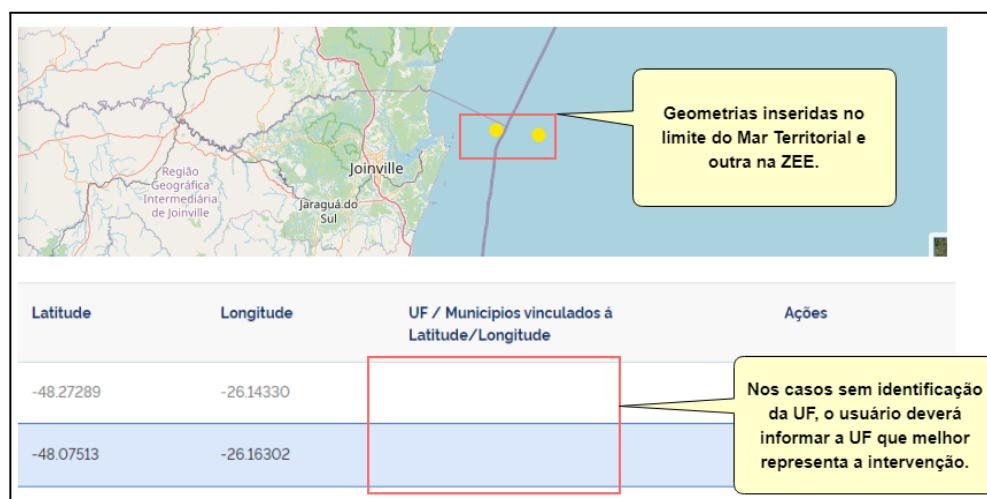 Geometrias inseridas no
limite do Mar Territorial e
outra na ZEE.
Joinville
Região
Geográfica
Intermediária
de Joinville
Jaraguá do
Sul
Latitude
Longitude
UF / Municipios vinculados á
Latitude/Longitude
Ações
-48.27289
-26.14330
-48.07513
-26.16302
Nos casos sem identificação
da UF, o usuário deverá
informar a UF que melhor
representa a intervenção.